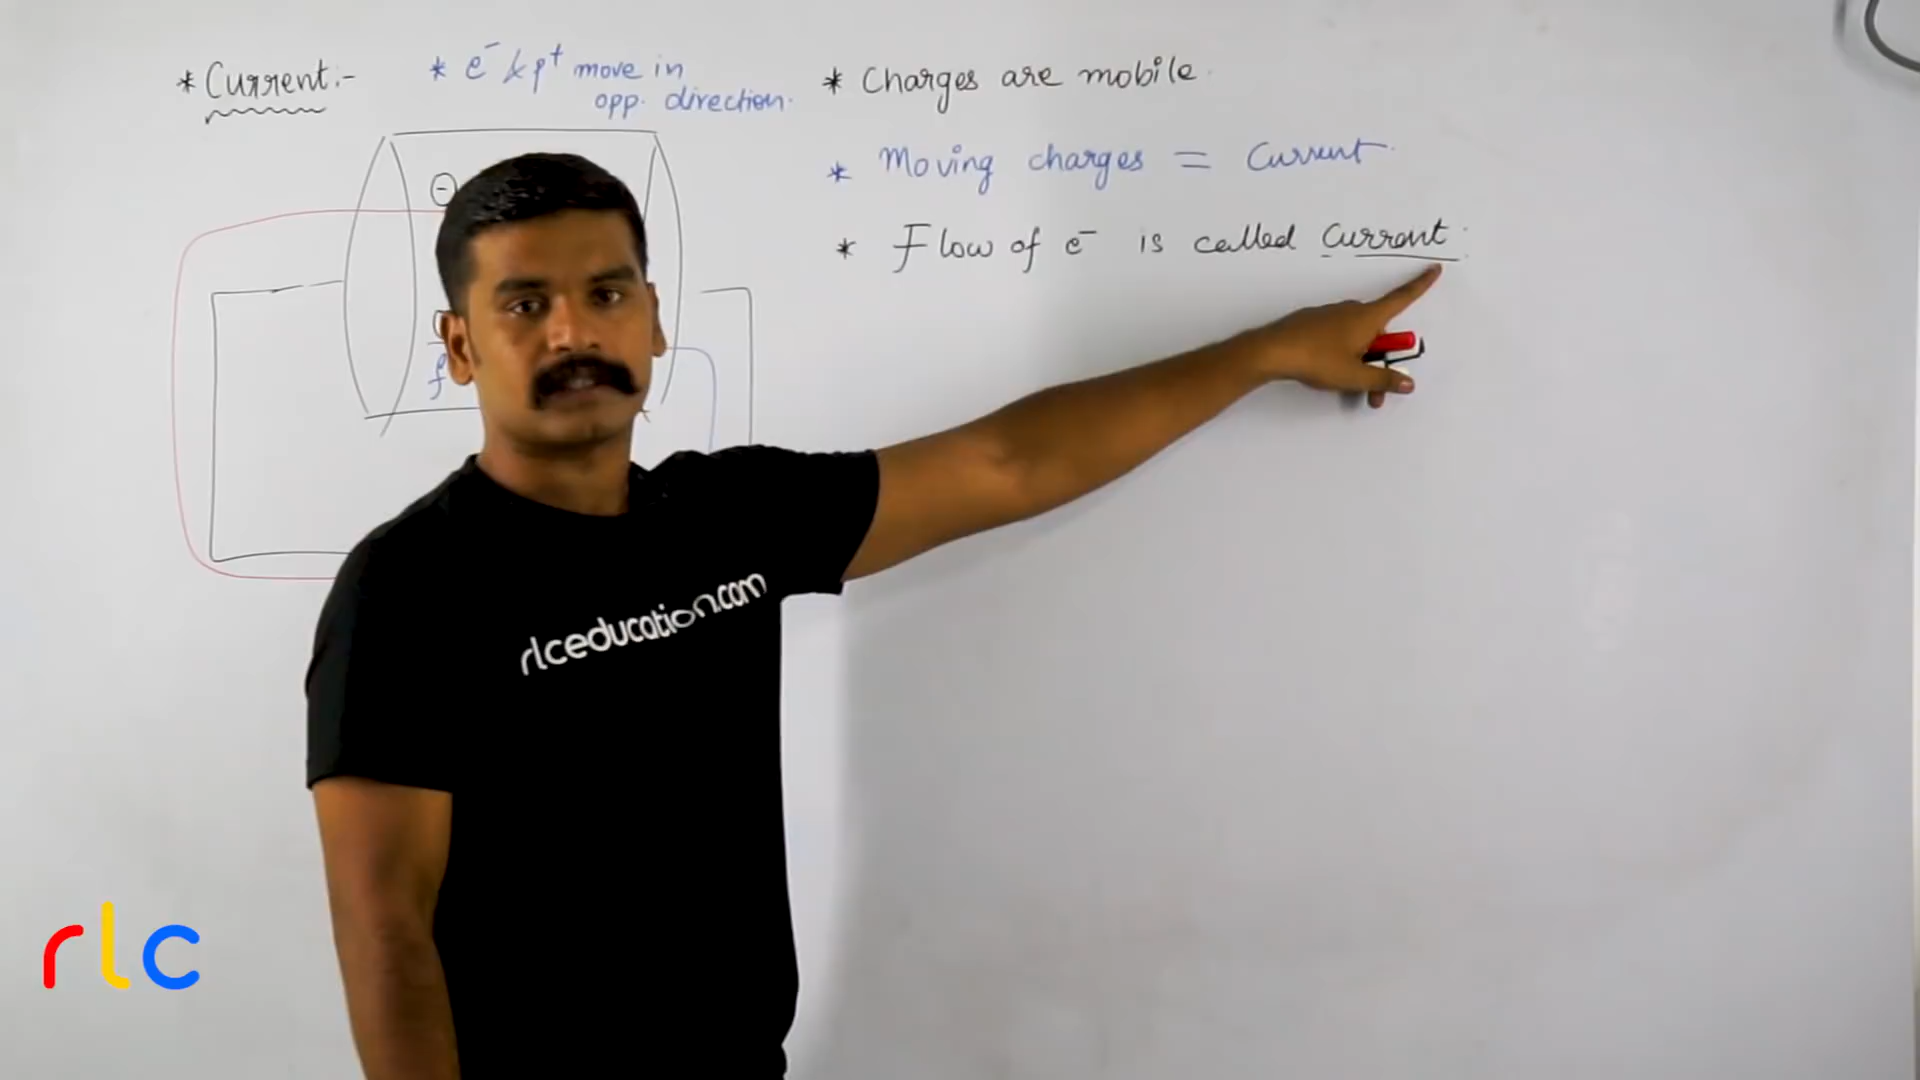 * Current:-
* e⁻ & p⁺ move in
opp. direction.
* Charges are mobile.
* Moving charges = Current.
* Flow of e⁻ is called Current.
rlceducation.com
rlc